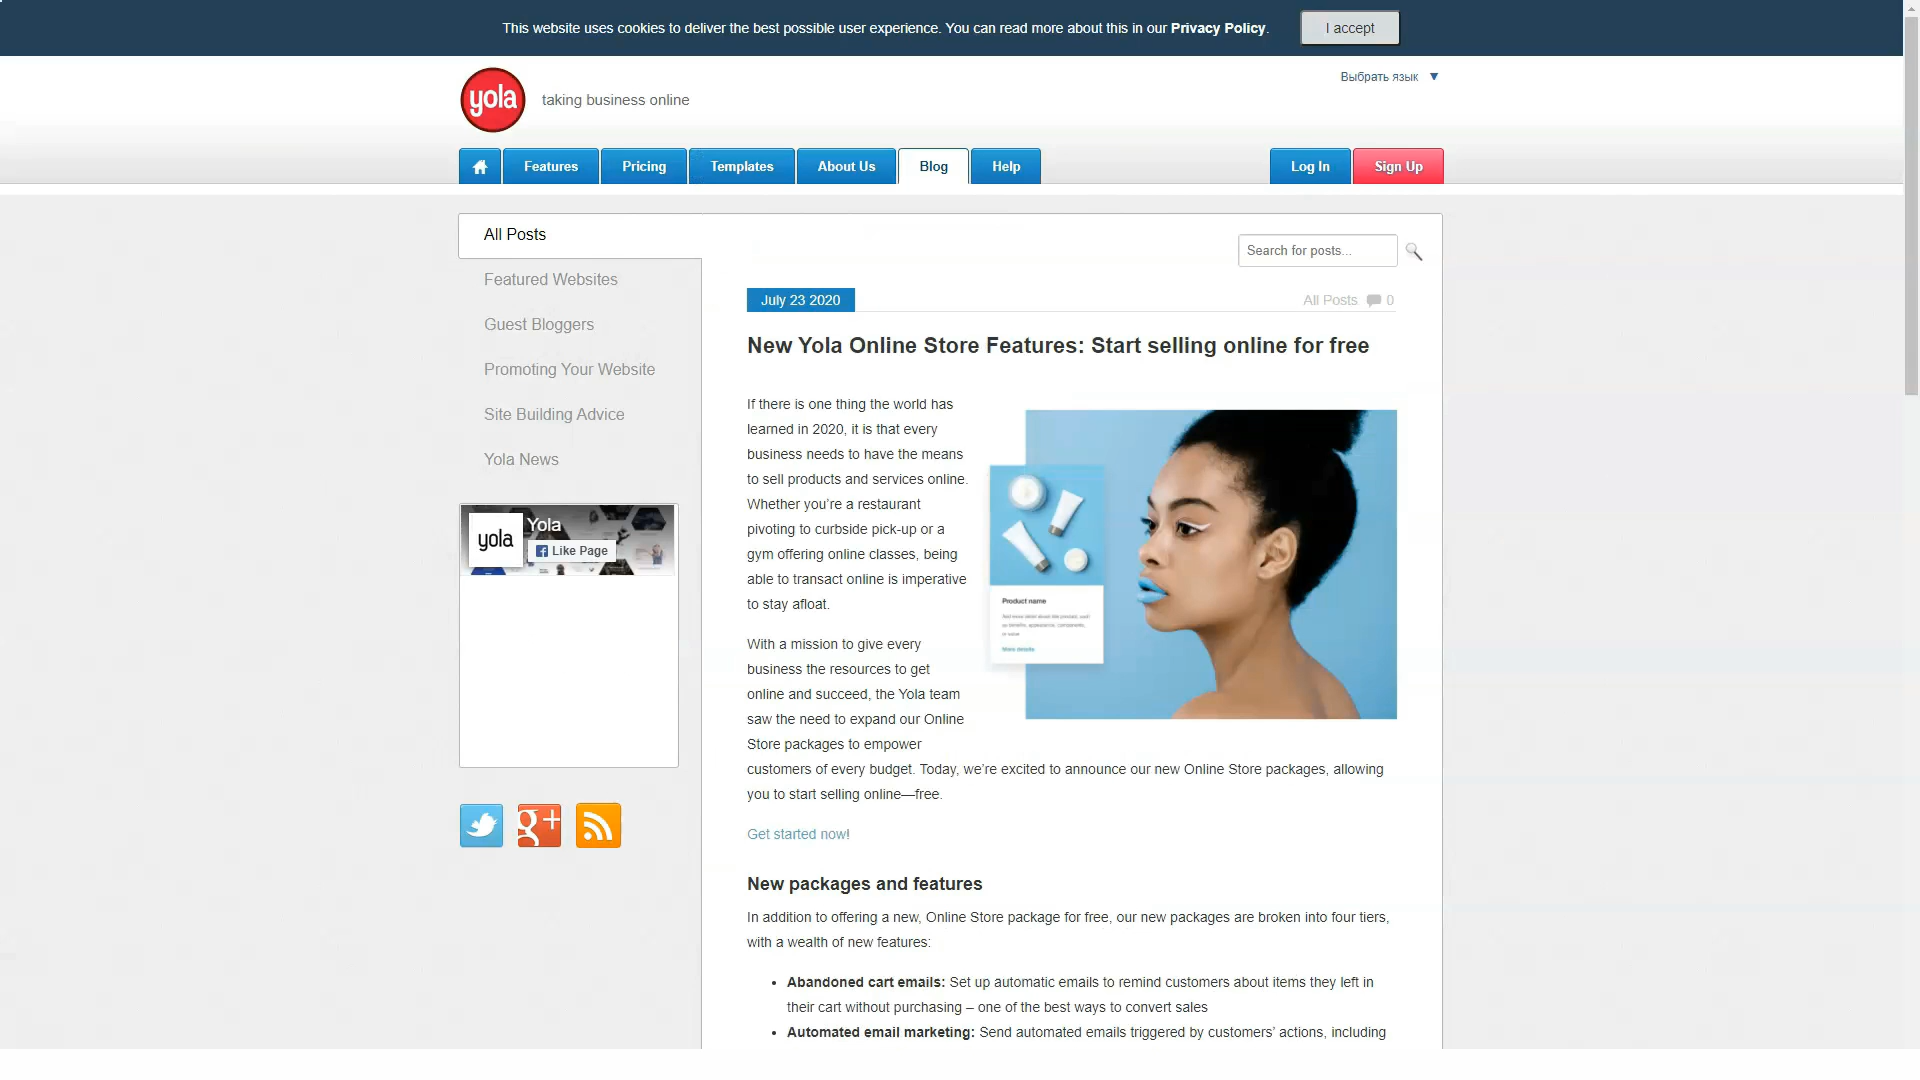 This website uses cookies to deliver the best possible user experience. You can read more about this in our Privacy Policy.
I accept
Выбрать язык ▼
yola
taking business online
Features
Pricing
Templates
About Us
Blog
Help
Log In
Sign Up
All Posts
Featured Websites
Guest Bloggers
Promoting Your Website
Site Building Advice
Yola News
yola
Yola
Like Page
g+
Search for posts...
July 23 2020
All Posts 0
New Yola Online Store Features: Start selling online for free
If there is one thing the world has
learned in 2020, it is that every
business needs to have the means
to sell products and services online.
Whether you’re a restaurant
pivoting to curbside pick-up or a
gym offering online classes, being
able to transact online is imperative
to stay afloat.
Product name
More details
With a mission to give every
business the resources to get
online and succeed, the Yola team
saw the need to expand our Online
Store packages to empower
customers of every budget. Today, we’re excited to announce our new Online Store packages, allowing
you to start selling online—free.
Get started now!
New packages and features
In addition to offering a new, Online Store package for free, our new packages are broken into four tiers,
with a wealth of new features:
• Abandoned cart emails: Set up automatic emails to remind customers about items they left in
their cart without purchasing – one of the best ways to convert sales
• Automated email marketing: Send automated emails triggered by customers’ actions, including